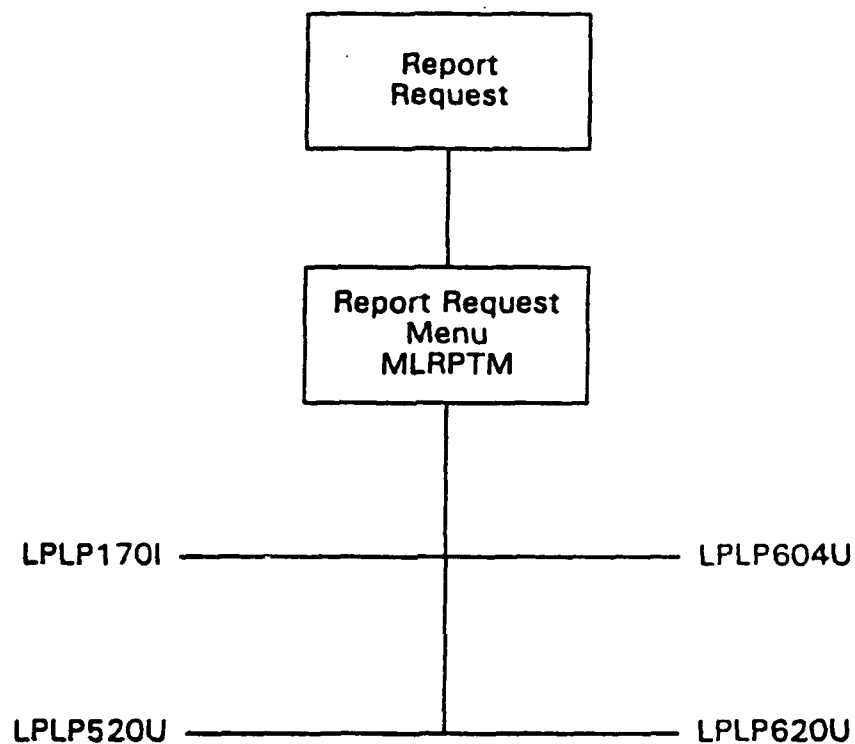 Report
Request
Report Request
Menu
MLRPTM
LPLP170I
LPLP604U
LPLP520U
LPLP620U